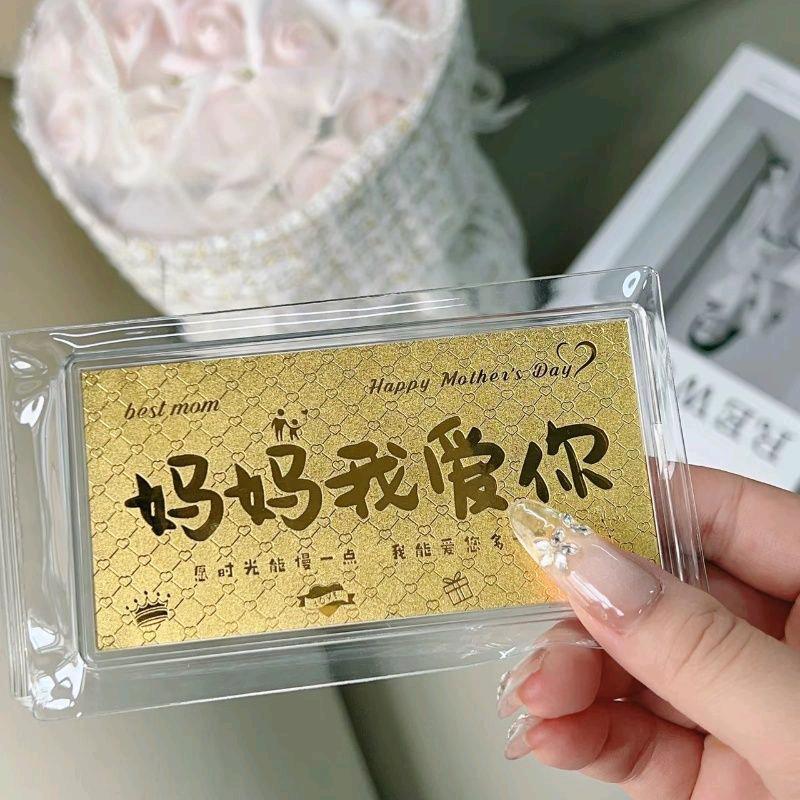 best mom
Happy Mother's Day
妈妈我爱你
愿时光能慢一点 我能爱您多
REW